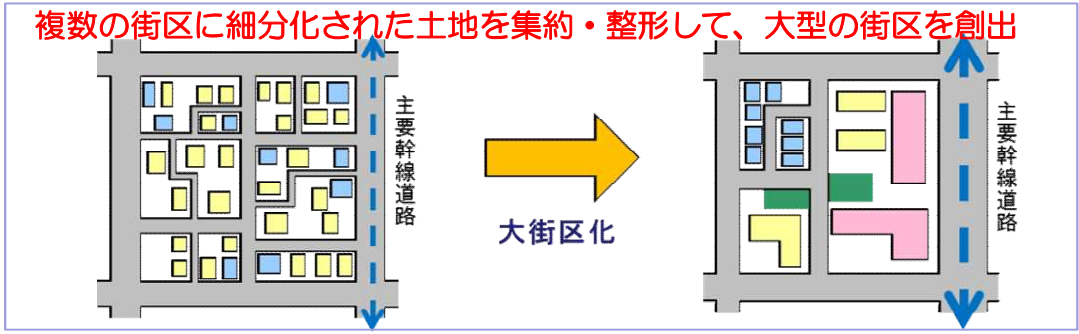 複数の街区に細分化された土地を集約・整形して、大型の街区を創出
主要幹線道路
大街区化
主要幹線道路